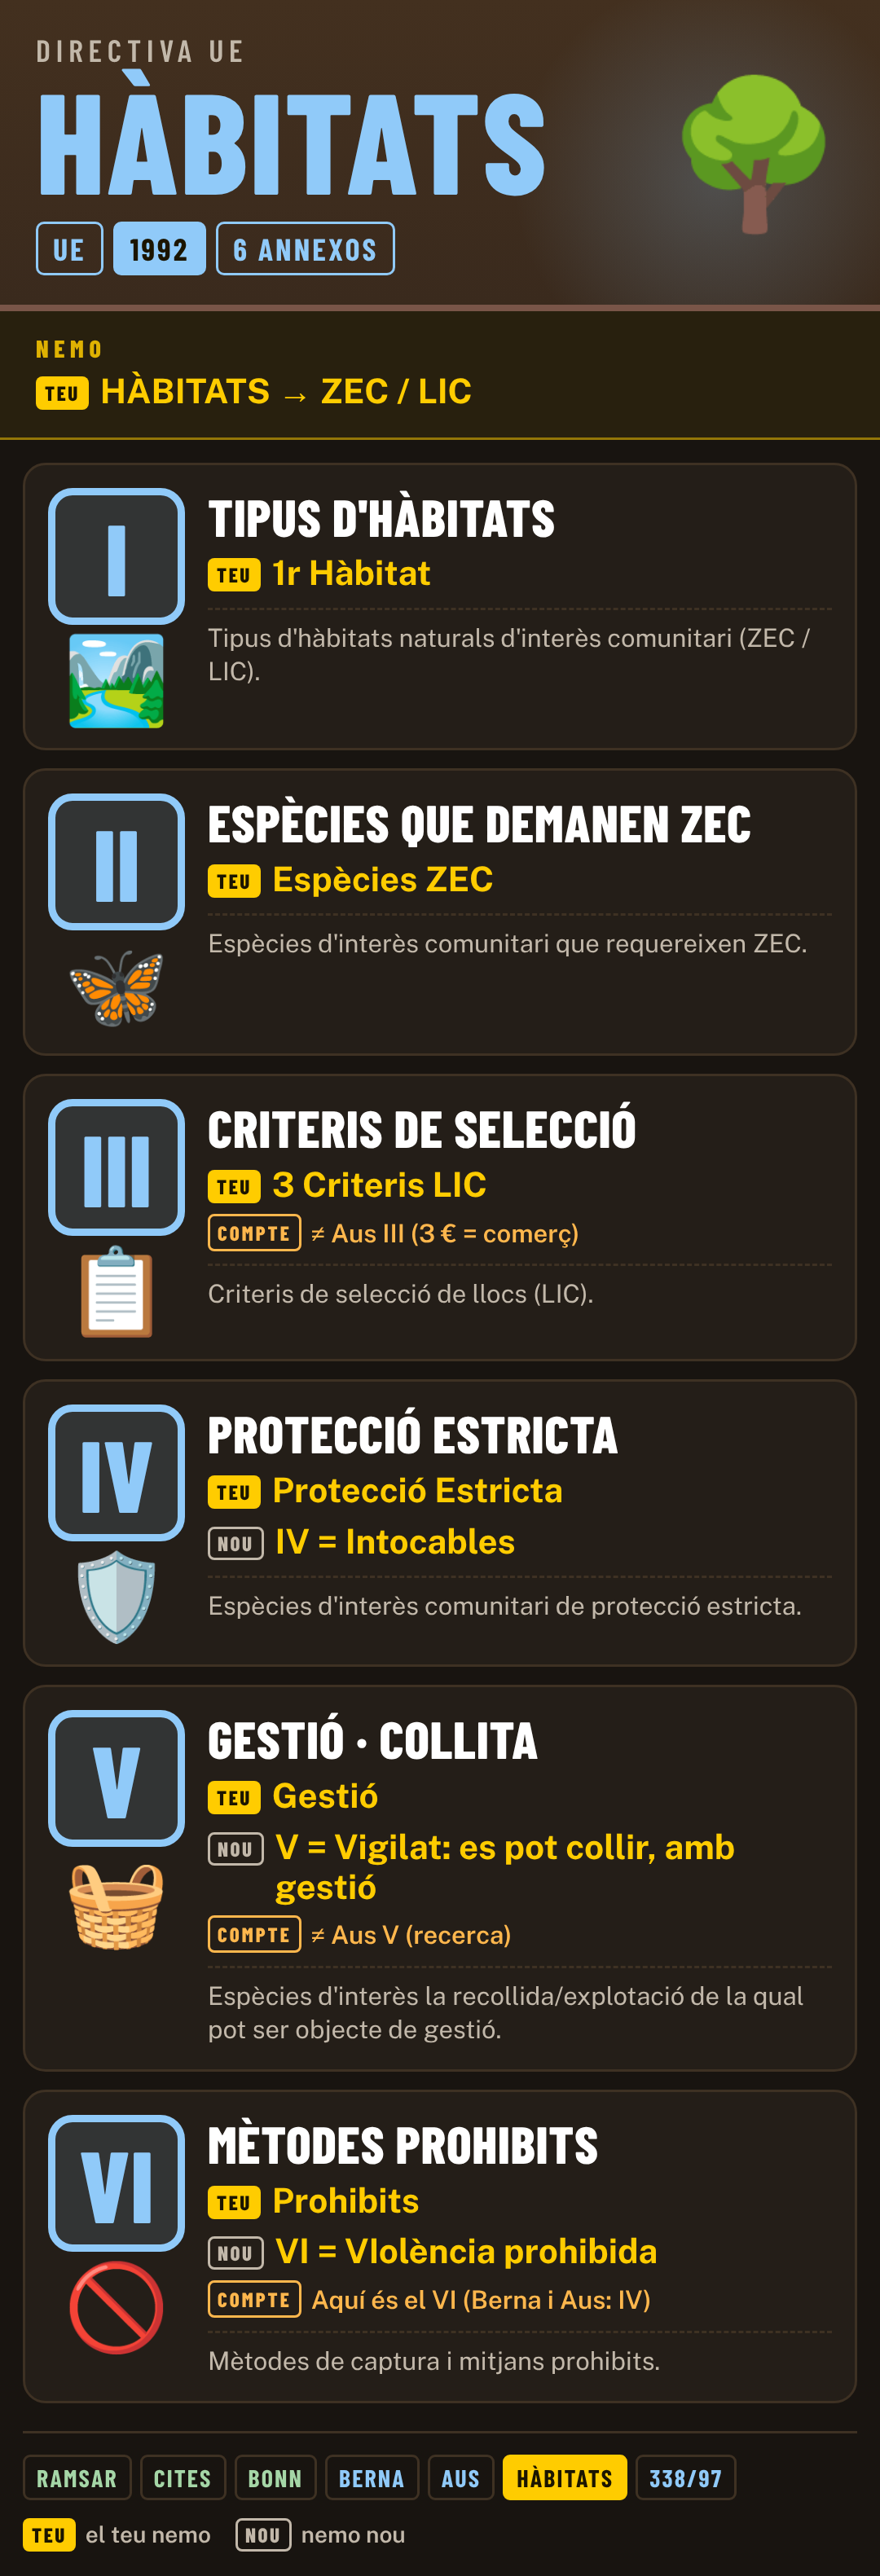 DIRECTIVA UE
HÀBITATS
UE 1992 6 ANNEXOS
NEMO
TEU HÀBITATS → ZEC / LIC
I
TIPUS D'HÀBITATS
TEU 1r Hàbitat
Tipus d'hàbitats naturals d'interès comunitari (ZEC /
LIC).
II
ESPÈCIES QUE DEMANEN ZEC
TEU Espècies ZEC
Espècies d'interès comunitari que requereixen ZEC.
III
CRITERIS DE SELECCIÓ
TEU 3 Criteris LIC
COMPTE ≠ Aus III (3 € = comerç)
Criteris de selecció de llocs (LIC).
IV
PROTECCIÓ ESTRICTA
TEU Protecció Estricta
NOU IV = Intocables
Espècies d'interès comunitari de protecció estricta.
V
GESTIÓ · COLLITA
TEU Gestió
NOU V = Vigilat: es pot collir, amb
gestió
COMPTE ≠ Aus V (recerca)
Espècies d'interès la recollida/explotació de la qual
pot ser objecte de gestió.
VI
MÈTODES PROHIBITS
TEU Prohibits
NOU VI = VIolència prohibida
COMPTE Aquí és el VI (Berna i Aus: IV)
Mètodes de captura i mitjans prohibits.
RAMSAR CITES BONN BERNA AUS HÀBITATS 338/97
TEU el teu nemo NOU nemo nou